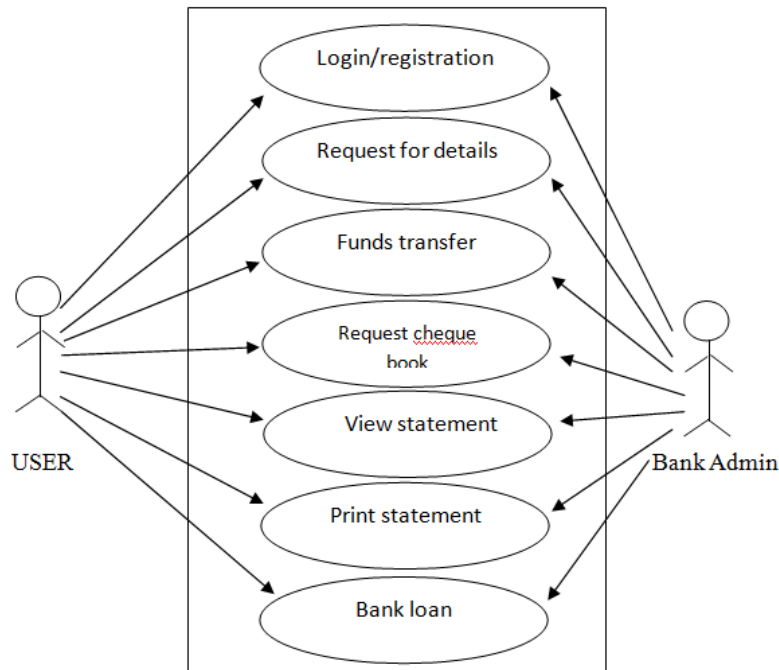 Login/registration
Request for details
Funds transfer
Request cheque
book
View statement
USER
Bank Admin
Print statement
Bank loan